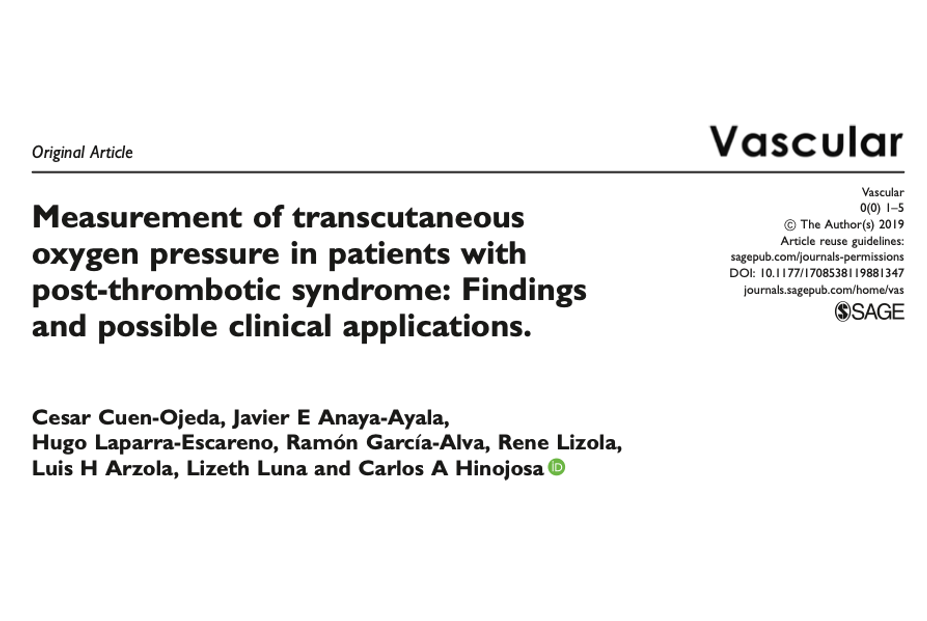 Original Article
Vascular
Vascular
0(0) 1–5
© The Author(s) 2019
Article reuse guidelines:
sagepub.com/journals-permissions
DOI: 10.1177/1708538119881347
journals.sagepub.com/home/vas
SSAGE
Measurement of transcutaneous
oxygen pressure in patients with
post-thrombotic syndrome: Findings
and possible clinical applications.
Cesar Cuen-Ojeda, Javier E Anaya-Ayala,
Hugo Laparra-Escareno, Ramón García-Alva, Rene Lizola,
Luis H Arzola, Lizeth Luna and Carlos A Hinojosa iD